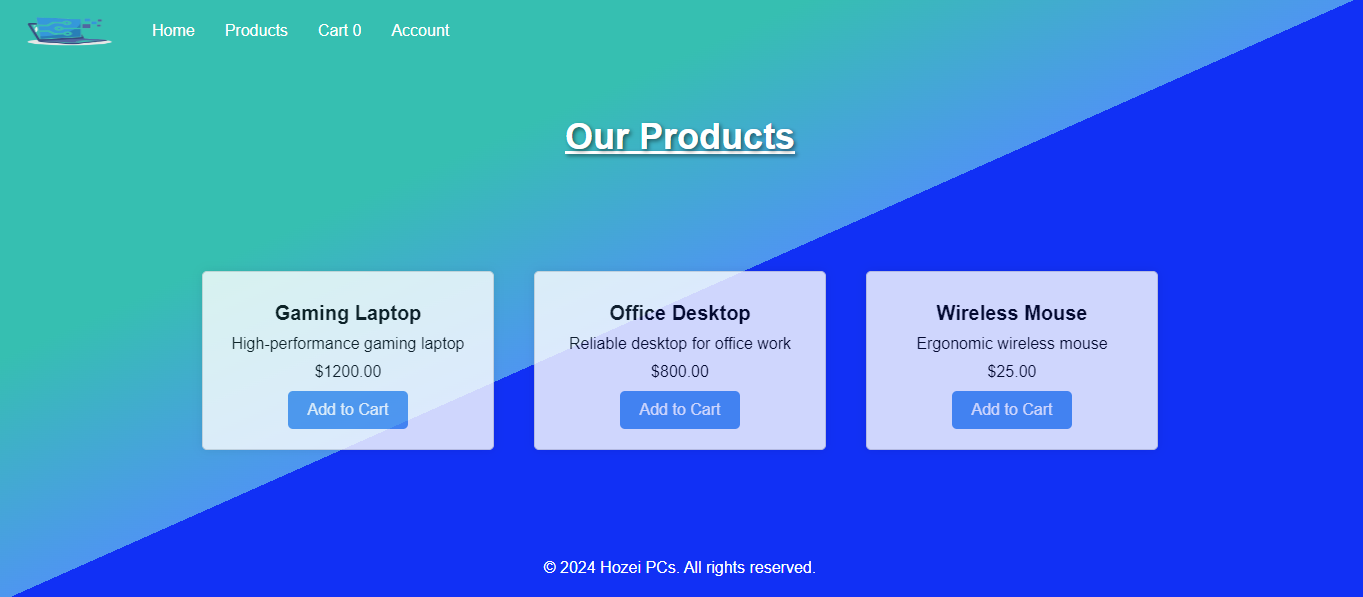 Home Products Cart 0 Account
Our Products
Gaming Laptop
High-performance gaming laptop
$1200.00
Add to Cart
Office Desktop
Reliable desktop for office work
$800.00
Add to Cart
Wireless Mouse
Ergonomic wireless mouse
$25.00
Add to Cart
© 2024 Hozei PCs. All rights reserved.